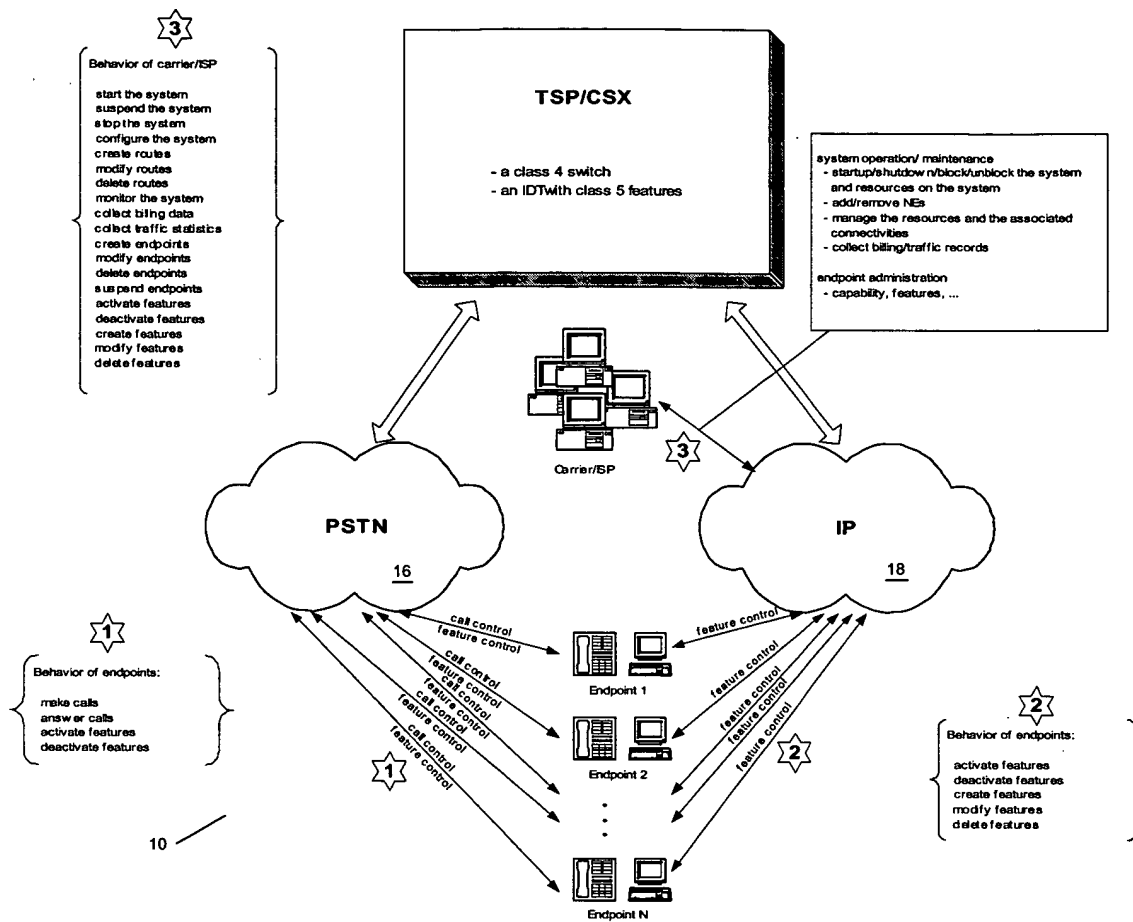 3
Behavior of carrier/ISP
start the system
suspend the system
stop the system
configure the system
create routes
modify routes
delete routes
monitor the system
collect billing data
collect traffic statistics
create endpoints
modify endpoints
delete endpoints
suspend endpoints
activate features
deactivate features
create features
modify features
delete features
TSP/CSX
- a class 4 switch
- an IDTwith class 5 features
system operation/ maintenance
- startup/shutdown/block/unblock the system
and resources on the system
- add/remove NEs
- manage the resources and the associated
connectivities
- collect billing/traffic records
endpoint administration
- capability, features, ...
Carrier/ISP
3
PSTN
16
IP
18
1
Behavior of endpoints:
make calls
answer calls
activate features
deactivate features
call control
feature control
call control
feature control
call control
feature control
call control
feature control
call control
feature control
1
feature control
feature control
feature control
feature control
feature control
2
Endpoint 1
Endpoint 2
Endpoint N
2
Behavior of endpoints:
activate features
deactivate features
create features
modify features
delete features
10